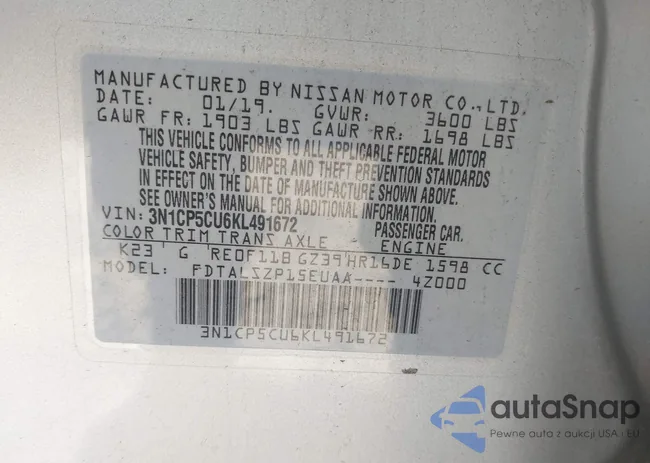 MANUFACTURED BY NISSAN MOTOR CO., LTD.
DATE: 01/19. GVWR: 3600 LBS
GAWR FR: 1903 LBS GAWR RR: 1698 LBS
THIS VEHICLE CONFORMS TO ALL APPLICABLE FEDERAL MOTOR
VEHICLE SAFETY, BUMPER AND THEFT PREVENTION STANDARDS
IN EFFECT ON THE DATE OF MANUFACTURE SHOWN ABOVE.
SEE OWNER'S MANUAL FOR ADDITIONAL INFORMATION
VIN: 3N1CP5CU6KL491672 PASSENGER CAR.
COLOR TRIM TRANS AXLE ENGINE
K23 G RE0F11B GZ39 HR16DE 1598 CC
MODEL: FDTALSZP15EUAA---- 4Z000
3N1CP5CU6KL491672
autaSnap
Pewne auto z aukcji USA i EU